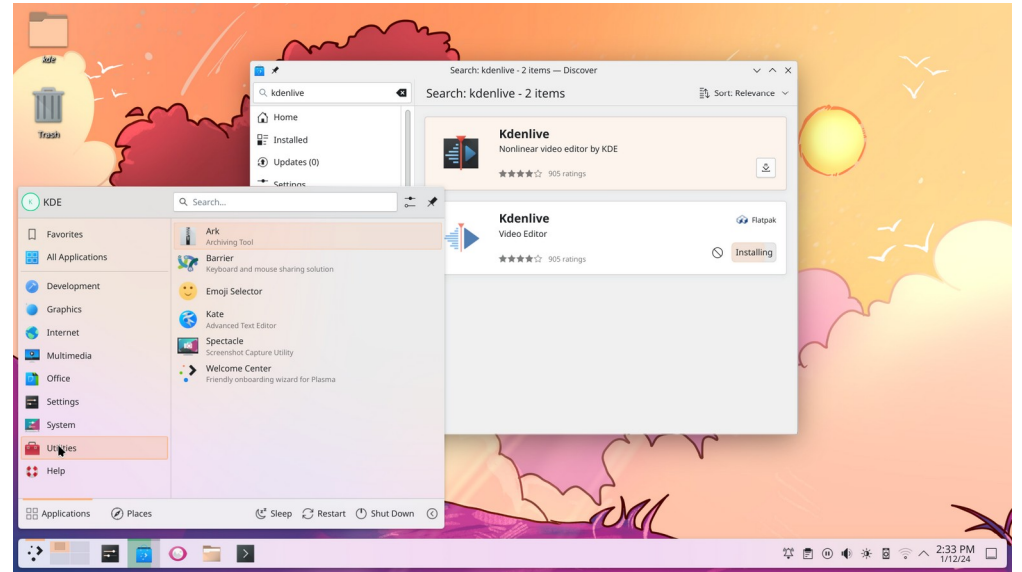 kde
Trash
Search: kdenlive - 2 items — Discover
kdenlive
Search: kdenlive - 2 items
Sort: Relevance
Home
Installed
Updates (0)
Settings
Kdenlive
Nonlinear video editor by KDE
905 ratings
Kdenlive
Flatpak
Video Editor
Installing
905 ratings
K
KDE
Search...
Favorites
All Applications
Development
Graphics
Internet
Multimedia
Office
Settings
System
Utilities
Help
Ark
Archiving Tool
Barrier
Keyboard and mouse sharing solution
Emoji Selector
Kate
Advanced Text Editor
Spectacle
Screenshot Capture Utility
Welcome Center
Friendly onboarding wizard for Plasma
Applications
Places
Sleep
Restart
Shut Down
2:33 PM
1/12/24